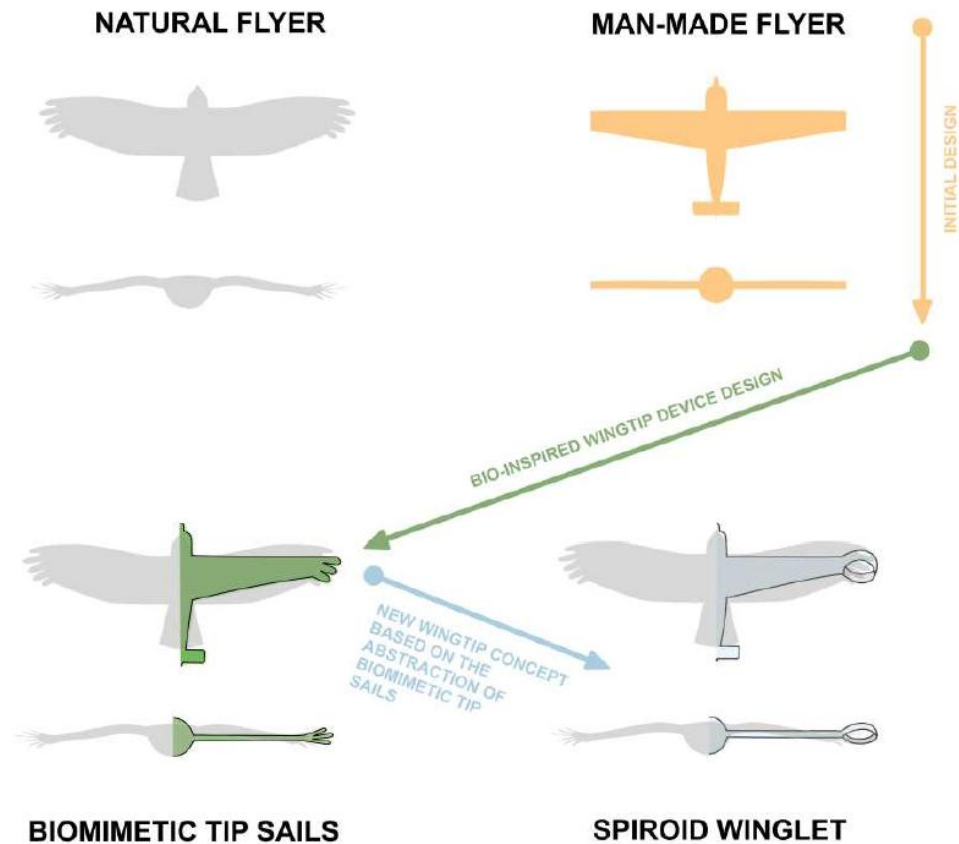 NATURAL FLYER
MAN-MADE FLYER
INITIAL DESIGN
BIO-INSPIRED WINGTIP DEVICE DESIGN
NEW WINGTIP CONCEPT
BASED ON THE
ABSTRACTION OF
BIOMIMETIC TIP
SAILS
BIOMIMETIC TIP SAILS
SPIROID WINGLET